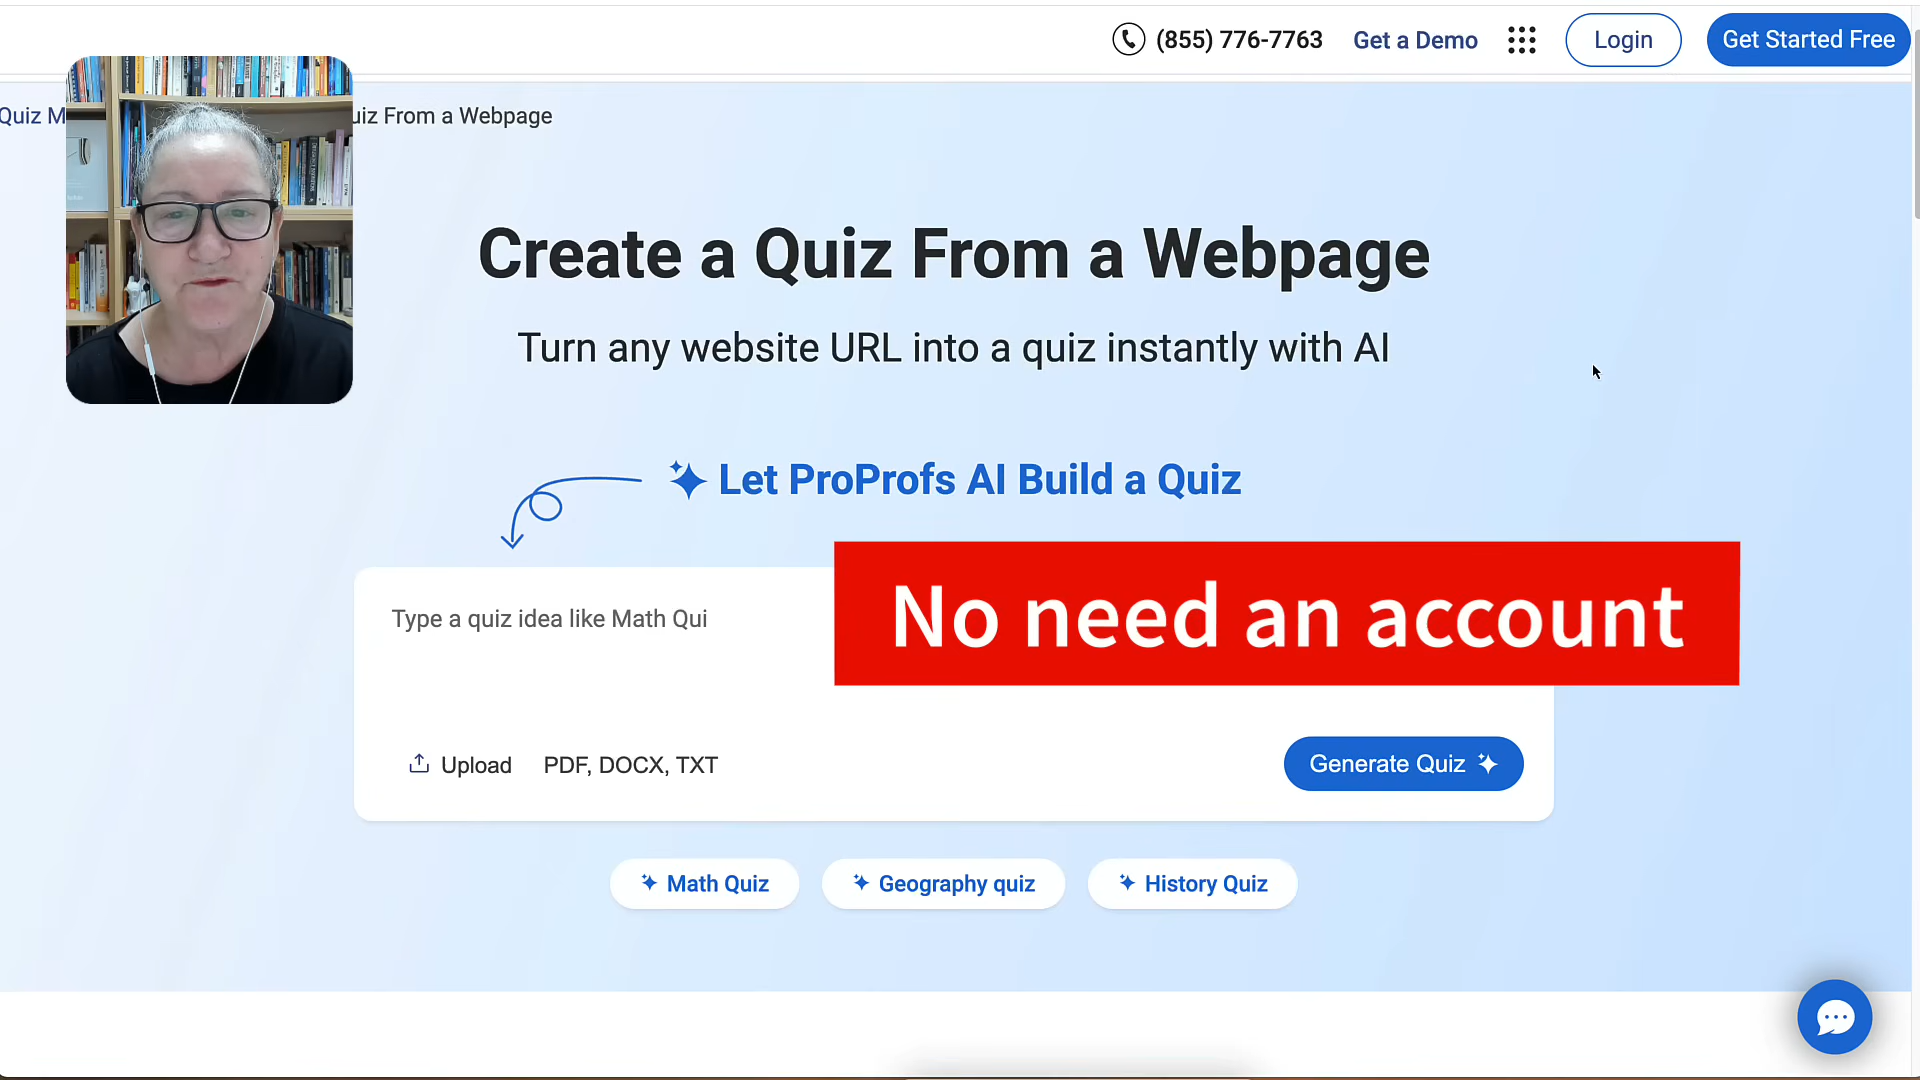 (855) 776-7763 Get a Demo Login Get Started Free
Quiz M
uiz From a Webpage
Create a Quiz From a Webpage
Turn any website URL into a quiz instantly with AI
Let ProProfs AI Build a Quiz
No need an account
Type a quiz idea like Math Qui
Upload PDF, DOCX, TXT
Generate Quiz
Math Quiz Geography quiz History Quiz